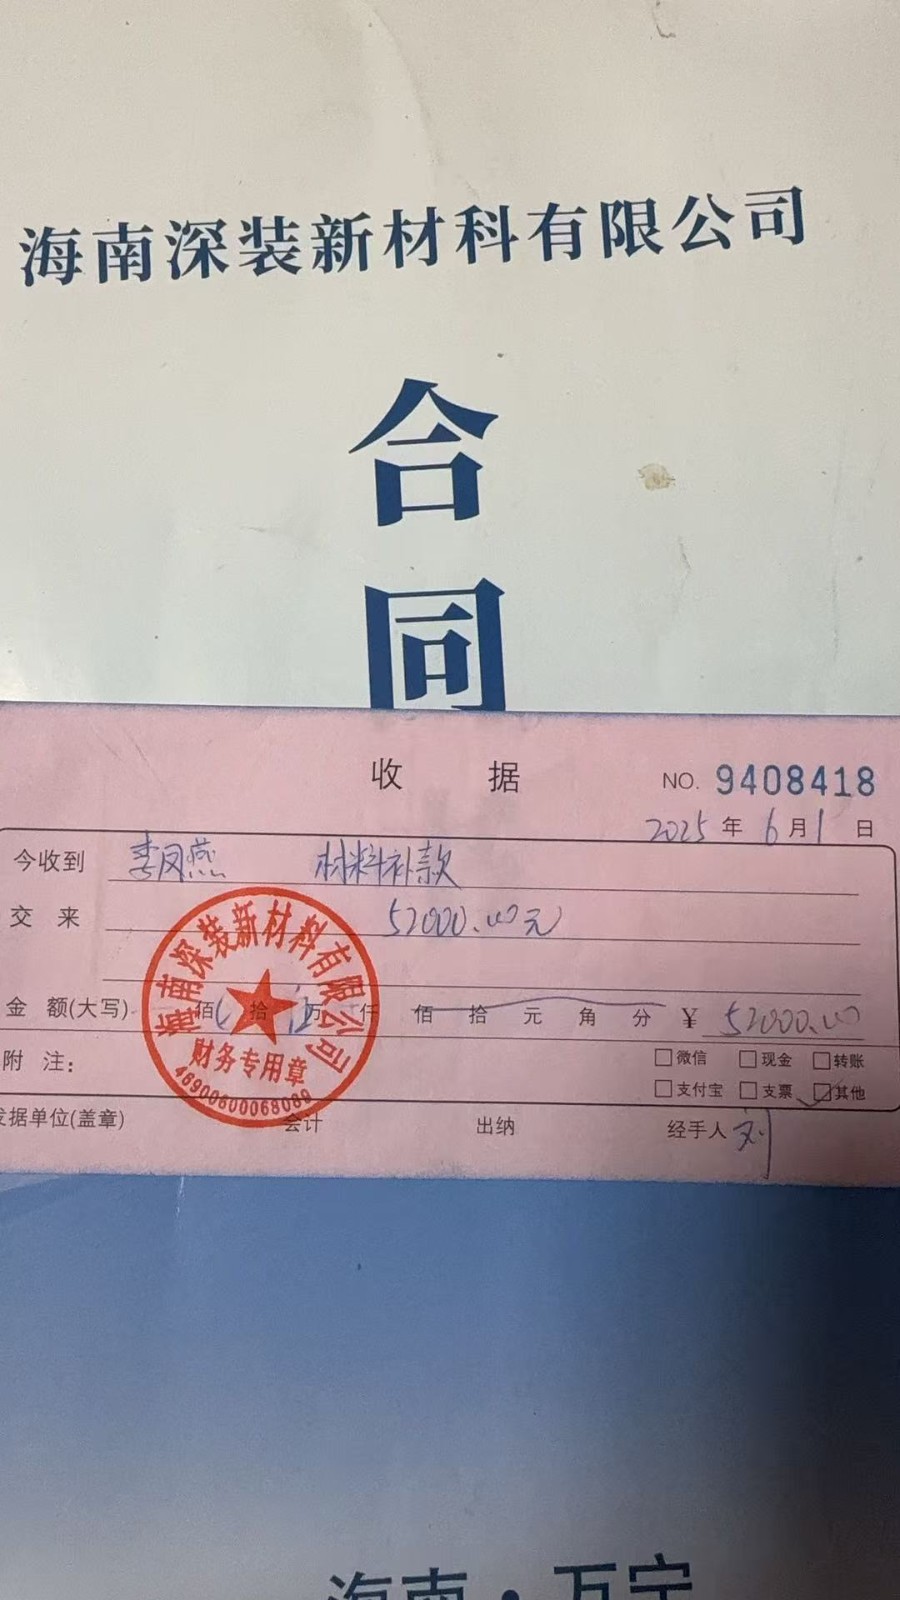 海南深装新材料有限公司
合
同
收 据
NO. 9408418
2025 年 6 月 1 日
今收到 李凤燕 材料补款
交 来 52000.00元
金 额(大写) 佰 拾 万 仟 佰 拾 元 角 分 ¥ 52000.00
附 注: □微信 □现金 □转账
□支付宝 □支票 ☑其他
发据单位(盖章) 会计 出纳 经手人 刘
海南深装新材料有限公司
财务专用章
46900600068089
海南·万宁